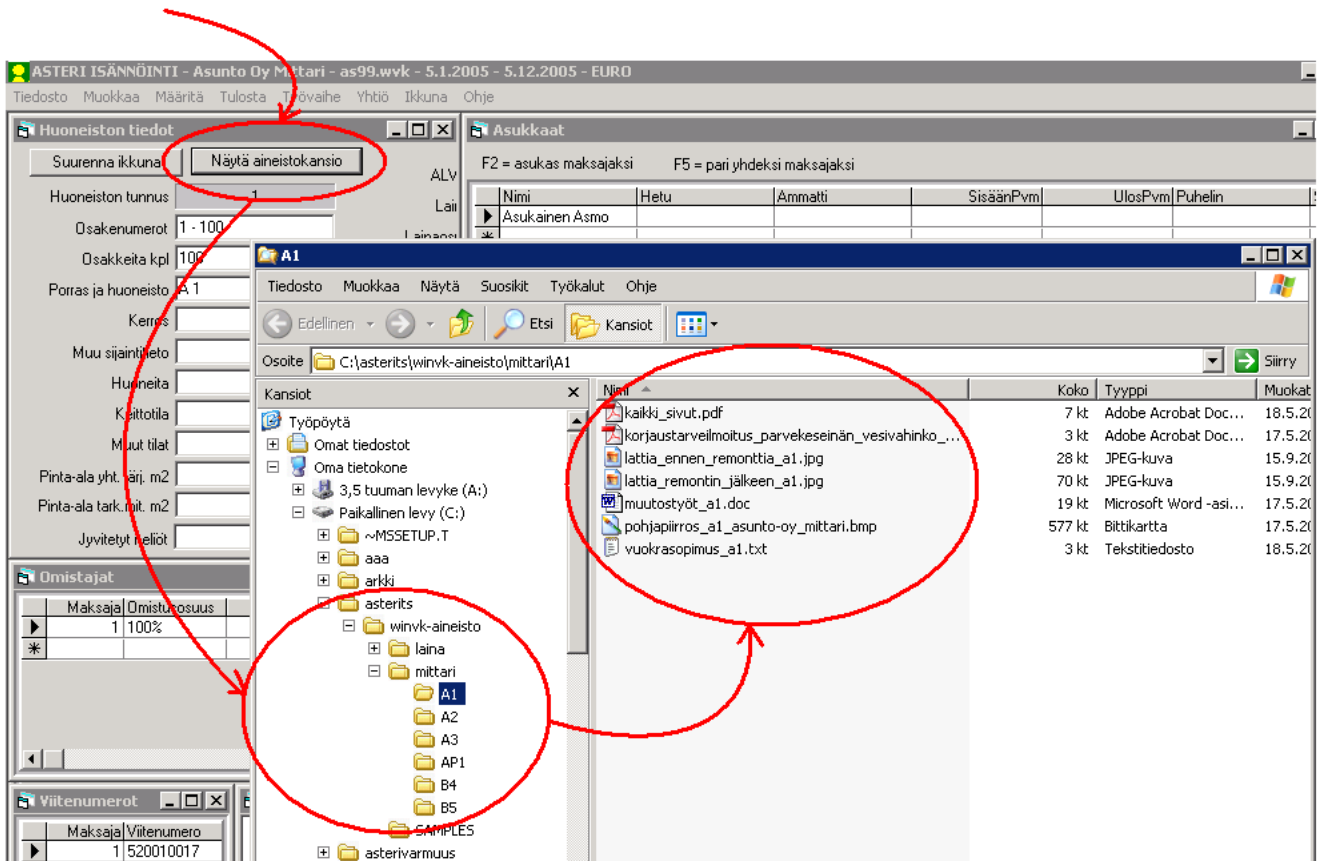 ASTERI ISÄNNÖINTI - Asunto Oy Mittari - as99.wvk - 5.1.2005 - 5.12.2005 - EURO
Tiedosto Muokkaa Määritä Tulosta Työvaihe Yhtiö Ikkuna Ohje
Huoneiston tiedot
Suurenna ikkuna
Näytä aineistokansio
ALV
Huoneiston tunnus 1
Lai
Osakenumerot 1 - 100
Lainaosu
Osakkeita kpl 100
Porras ja huoneisto A 1
Kerros
Muu sijaintitieto
Huoneita
Keittotila
Muut tilat
Pinta-ala yht. järj. m2
Pinta-ala tark.mit. m2
Jyvitetyt neliöt
Asukkaat
F2 = asukas maksajaksi F5 = pari yhdeksi maksajaksi
Nimi Hetu Ammatti SisäänPvm UlosPvm Puhelin
Asukainen Asmo
Omistajat
Maksaja Omistusosuus
1 100%
Viitenumerot
Maksaja Viitenumero
1 520010017
A1
Tiedosto Muokkaa Näytä Suosikit Työkalut Ohje
Edellinen Etsi Kansiot
Osoite C:\asterits\winvk-aineisto\mittari\A1 Siirry
Kansiot
Työpöytä
Omat tiedostot
Oma tietokone
3,5 tuuman levyke (A:)
Paikallinen levy (C:)
~MSSETUP.T
aaa
arkki
asterits
winvk-aineisto
laina
mittari
A1
A2
A3
AP1
B4
B5
SAMPLES
asterivarmuus
Nimi Koko Tyyppi Muokat
kaikki_sivut.pdf 7 kt Adobe Acrobat Doc... 18.5.20
korjaustarveilmoitus_parvekeseinän_vesivahinko_... 3 kt Adobe Acrobat Doc... 17.5.20
lattia_ennen_remonttia_a1.jpg 28 kt JPEG-kuva 15.9.20
lattia_remontin_jälkeen_a1.jpg 70 kt JPEG-kuva 15.9.20
muutostyöt_a1.doc 19 kt Microsoft Word -asi... 17.5.20
pohjapiirros_a1_asunto-oy_mittari.bmp 577 kt Bittikartta 17.5.20
vuokrasopimus_a1.txt 3 kt Tekstitiedosto 18.5.20